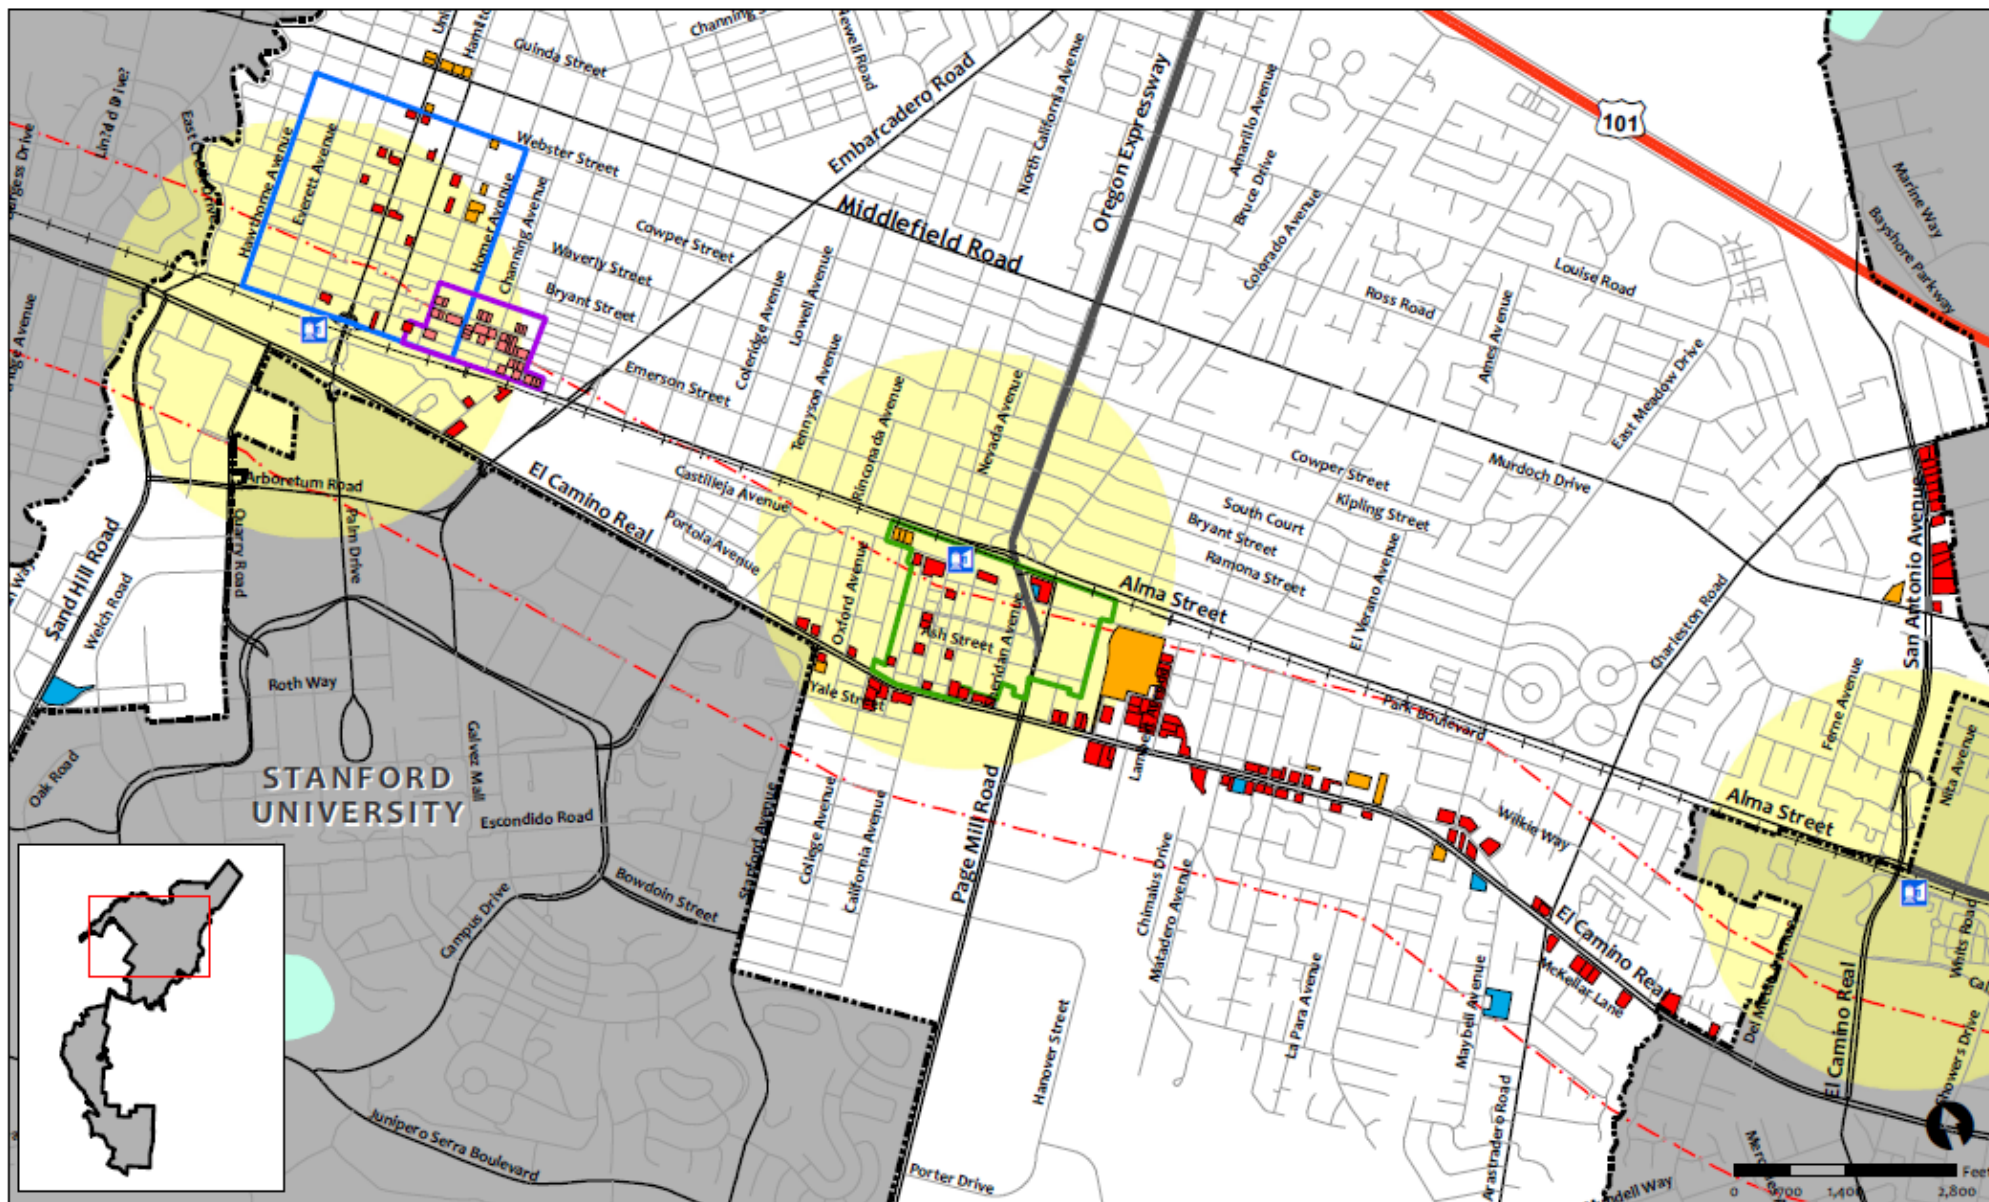 Guinda Street
Newell Road
Embarcadero Road
North California Avenue
Oregon Expressway
Amarillo Avenue
Bruce Drive
Colorado Avenue
101
Marine Way
Bayshore Parkway
Hawthorne Avenue
Everett Avenue
Webster Street
Homer Avenue
Channing Avenue
Cowper Street
Waverly Street
Bryant Street
Middlefield Road
Louise Road
Ross Road
Ames Avenue
East Meadow Drive
Coleridge Avenue
Lowell Avenue
Tennyson Avenue
Emerson Street
Rinconada Avenue
Nevada Avenue
Cowper Street
Kipling Street
Murdoch Drive
South Court
Bryant Street
Ramona Street
El Verano Avenue
Arboretum Road
El Camino Real
Castilleja Avenue
Portola Avenue
Quarry Road
Palm Drive
Sand Hill Road
Welch Road
Oxford Avenue
Ash Street
Alma Street
Charleston Road
San Antonio Avenue
Roth Way
Park Boulevard
Ferne Avenue
Nita Avenue
Oak Road
STANFORD
UNIVERSITY
Galvez Mall
Escondido Road
Stanford Avenue
College Avenue
California Avenue
Page Mill Road
Wilkie Way
Alma Street
Bowdoin Street
Campus Drive
Chimalus Drive
Matadero Avenue
La Para Avenue
Maybell Avenue
El Camino Real
McKellar Lane
El Camino Real
Showers Drive
Hanover Street
Junipero Serra Boulevard
Porter Drive
Arastradero Road
0 700 1,400 2,800 Feet